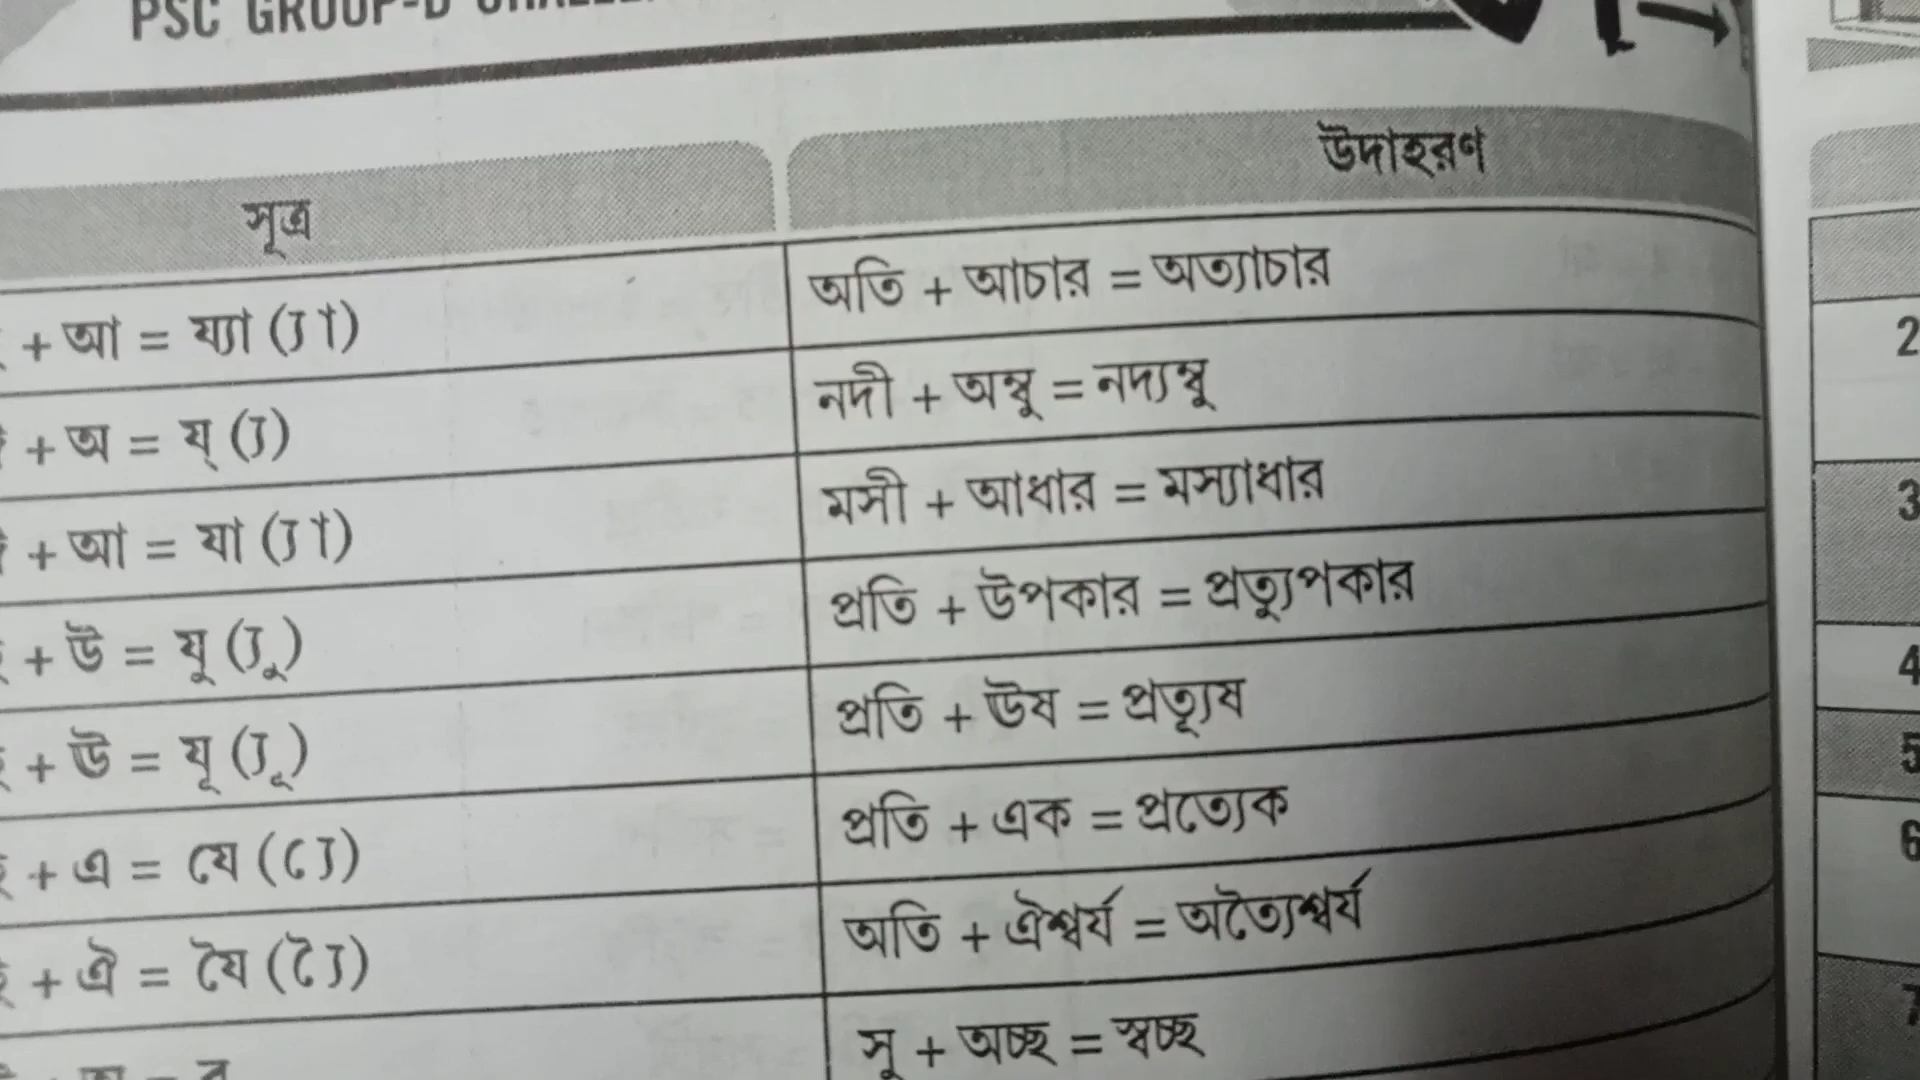 PSC GROUP-D
সূত্র উদাহরণ
+ আ = য্যা (্যা) অতি + আচার = অত্যাচার
+ অ = য্ (্য) নদী + অম্বু = নদ্যম্বু
+ আ = যা (্যা) মসী + আধার = মস্যাধার
+ উ = যু (্যু) প্রতি + উপকার = প্রত্যুপকার
+ ঊ = যূ (্যূ) প্রতি + ঊষ = প্রত্যূষ
+ এ = যে (্যে) প্রতি + এক = প্রত্যেক
+ ঐ = যৈ (্যৈ) অতি + ঐশ্বর্য = অত্যৈশ্বর্য
সু + অচ্ছ = স্বচ্ছ
2
3
4
5
6
7